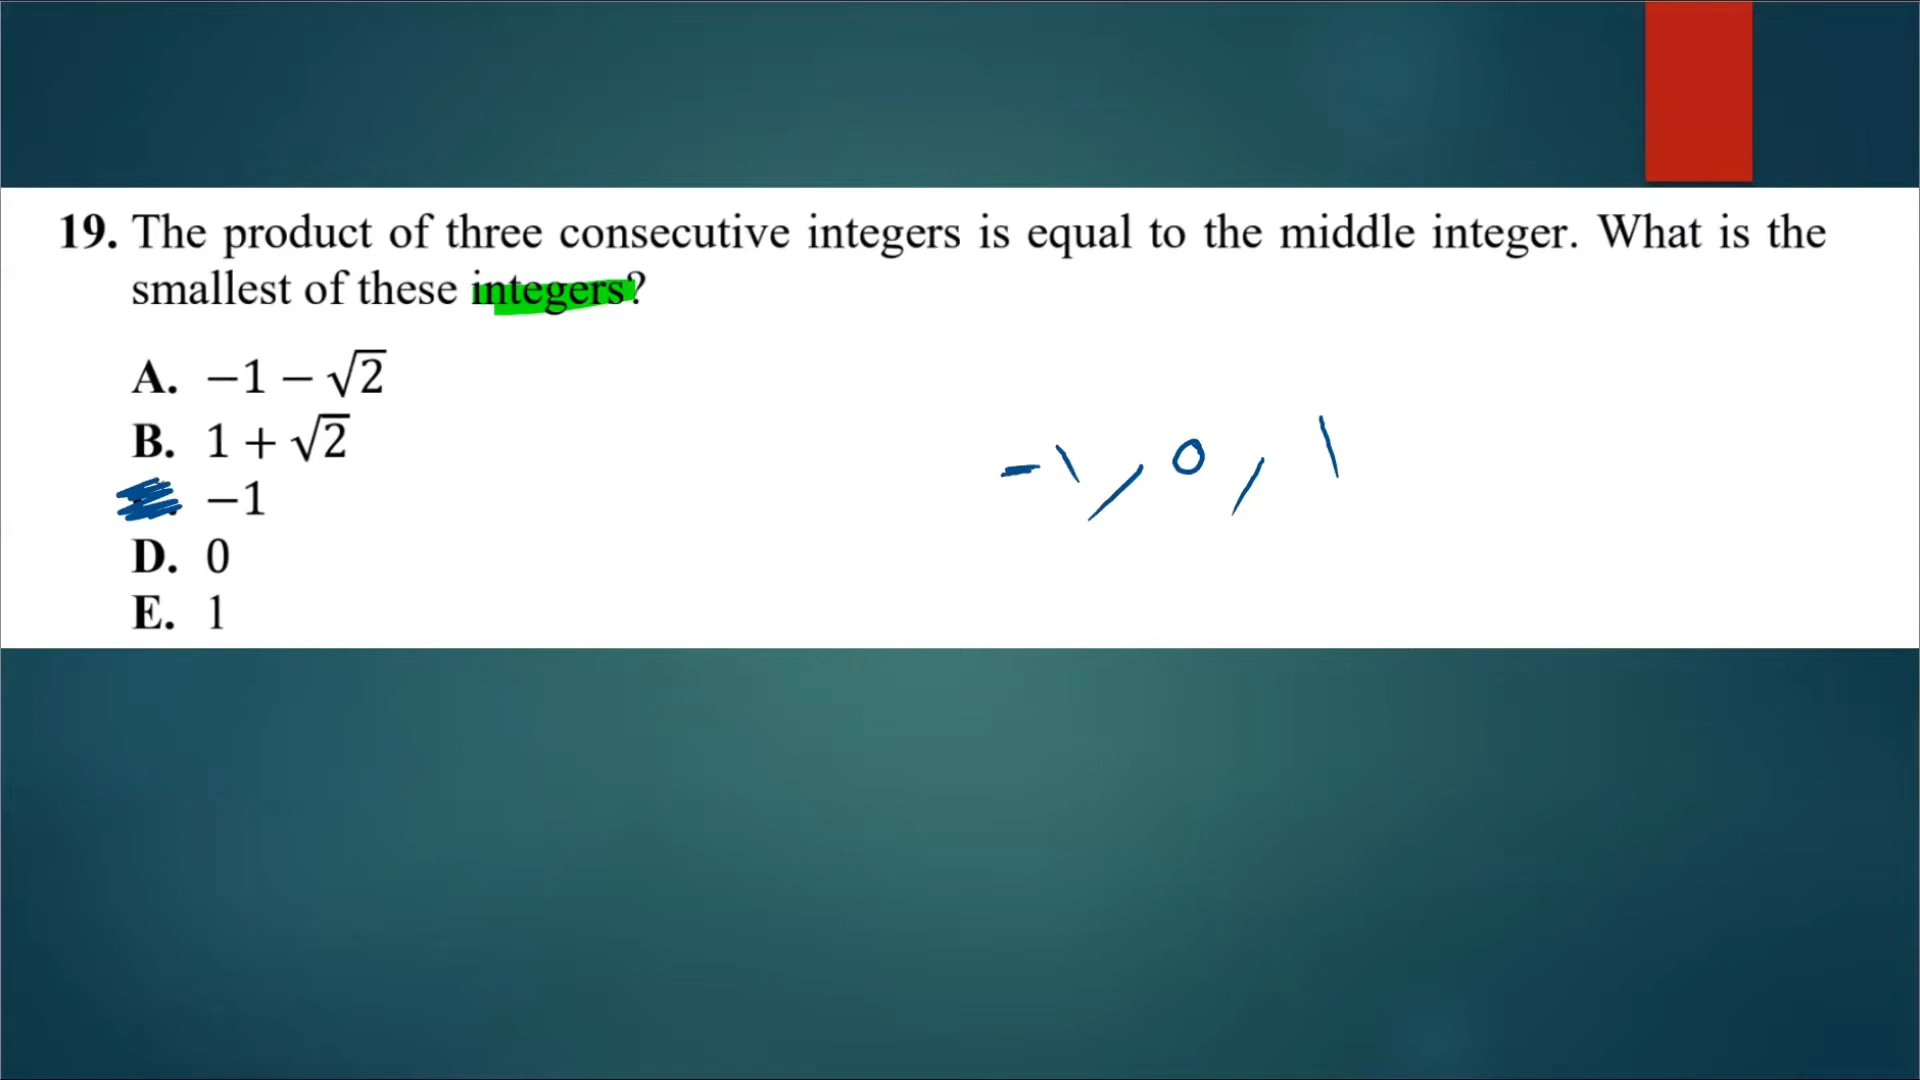 19. The product of three consecutive integers is equal to the middle integer. What is the
smallest of these integers?
A. −1 − √2
B. 1 + √2
−1
-1, 0, 1
D. 0
E. 1